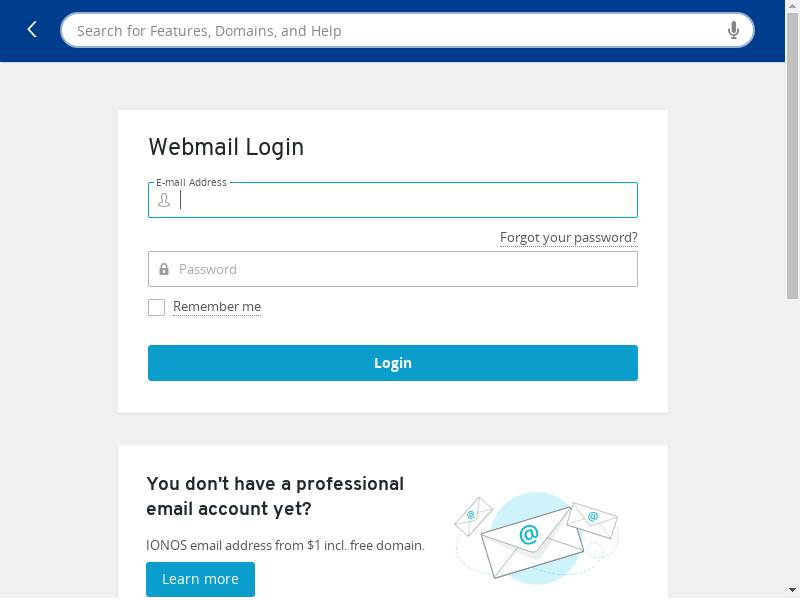 Search for Features, Domains, and Help
Webmail Login
E-mail Address
Forgot your password?
Password
Remember me
Login
You don't have a professional
email account yet?
IONOS email address from $1 incl. free domain.
Learn more
@
@
@